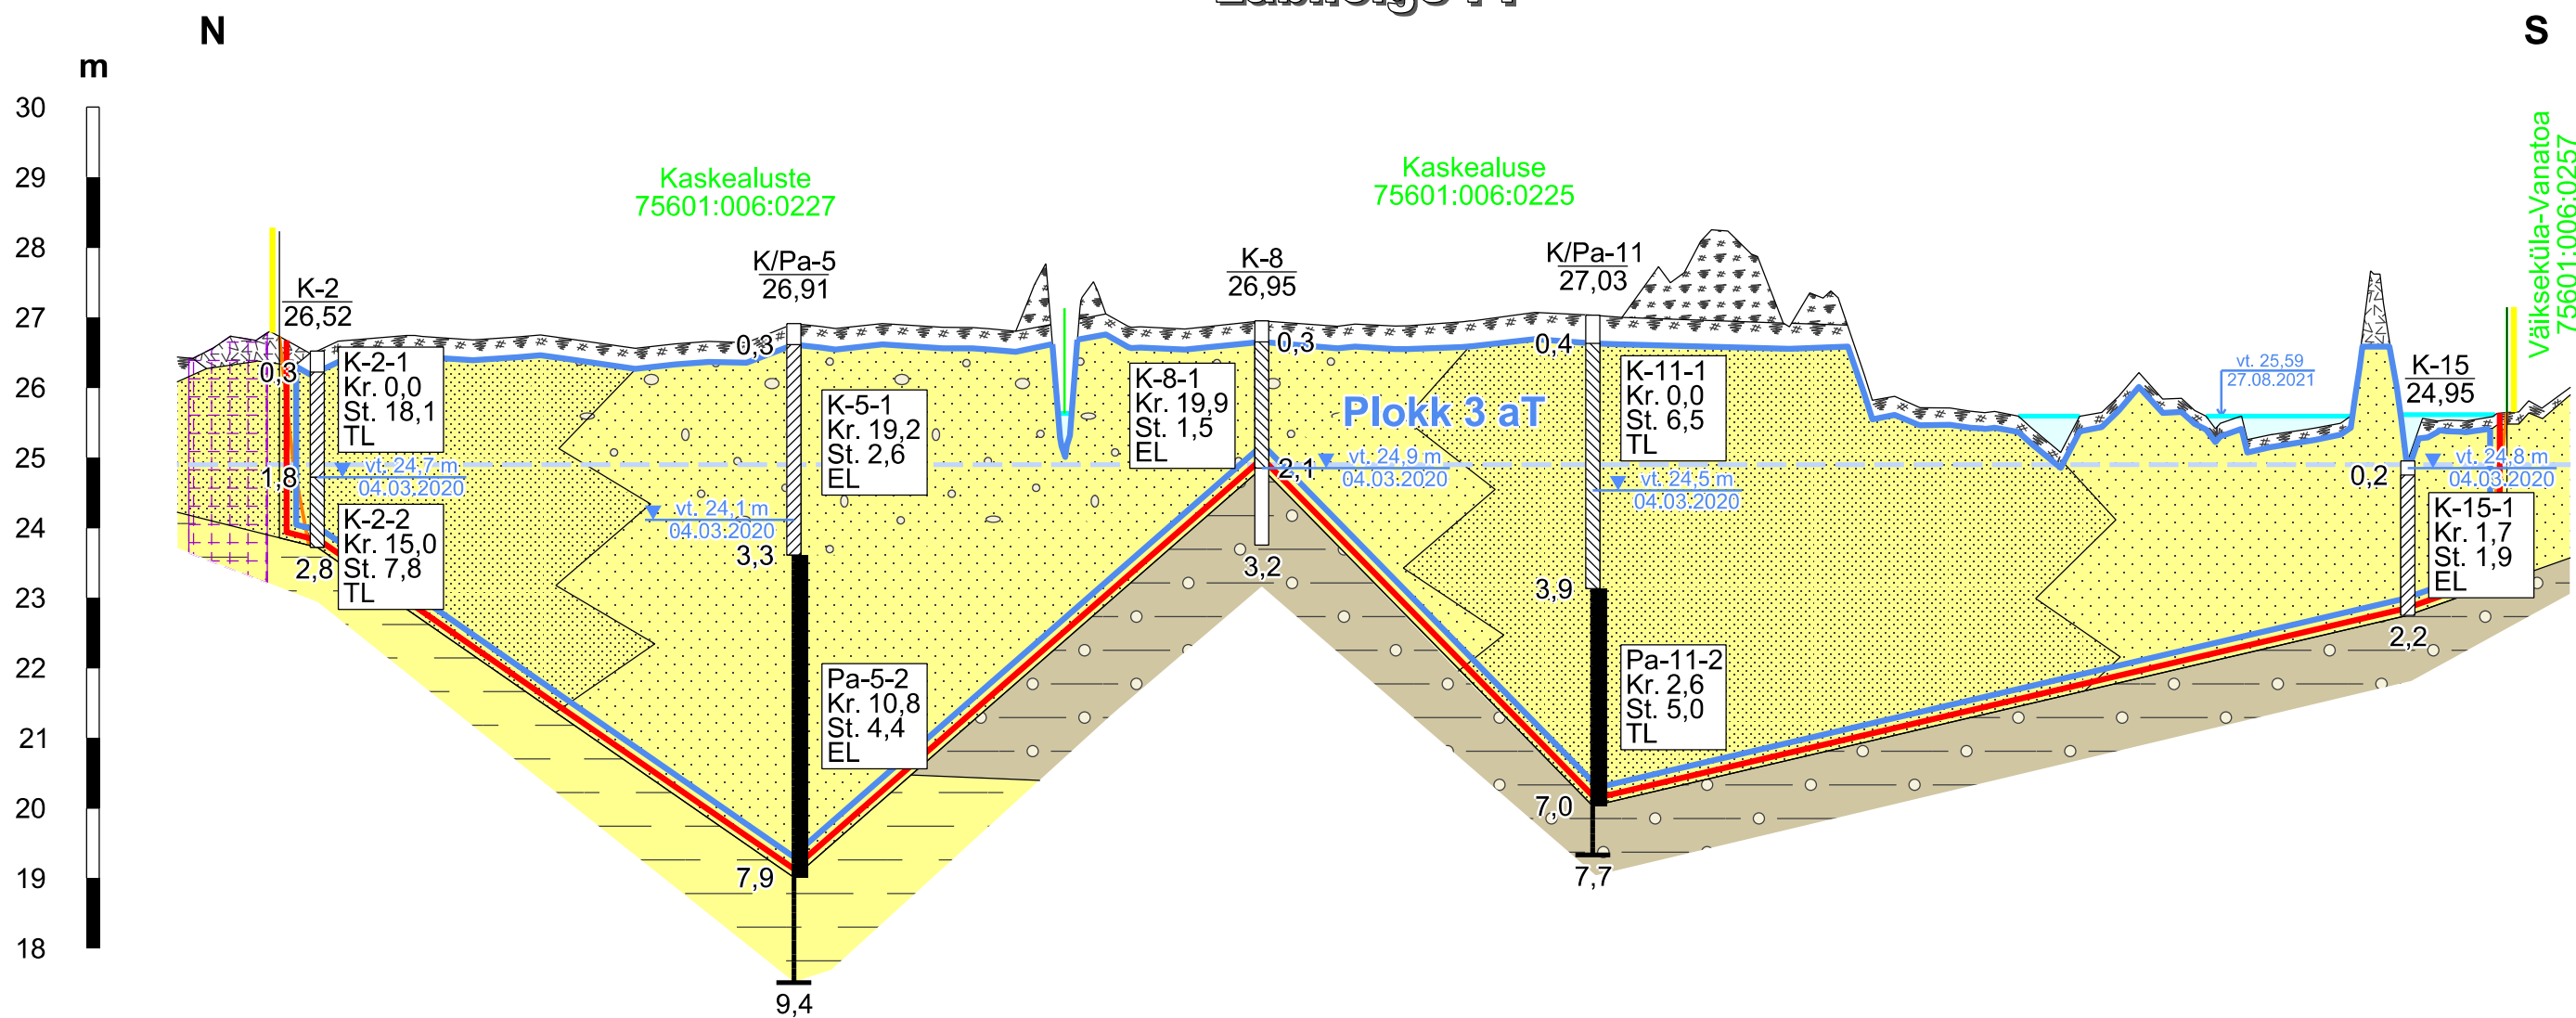 N
S
m
30
29
28
27
26
25
24
23
22
21
20
19
18
Kaskealuste
75601:006:0227
Kaskealuse
75601:006:0225
Väikseküla-Vanatoa
75601:006:0257
K-2
26,52
K/Pa-5
26,91
K-8
26,95
K/Pa-11
27,03
K-15
24,95
0,3
1,8
2,8
K-2-1
Kr. 0,0
St. 18,1
TL
vt. 24,7 m
04.03.2020
K-2-2
Kr. 15,0
St. 7,8
TL
0,3
3,3
7,9
9,4
vt. 24,1 m
04.03.2020
K-5-1
Kr. 19,2
St. 2,6
EL
Pa-5-2
Kr. 10,8
St. 4,4
EL
K-8-1
Kr. 19,9
St. 1,5
EL
0,3
2,1
3,2
Plokk 3 aT
vt. 24,9 m
04.03.2020
0,4
3,9
7,0
7,7
K-11-1
Kr. 0,0
St. 6,5
TL
vt. 24,5 m
04.03.2020
Pa-11-2
Kr. 2,6
St. 5,0
TL
vt. 25,59
27.08.2021
0,2
2,2
vt. 24,8 m
04.03.2020
K-15-1
Kr. 1,7
St. 1,9
EL